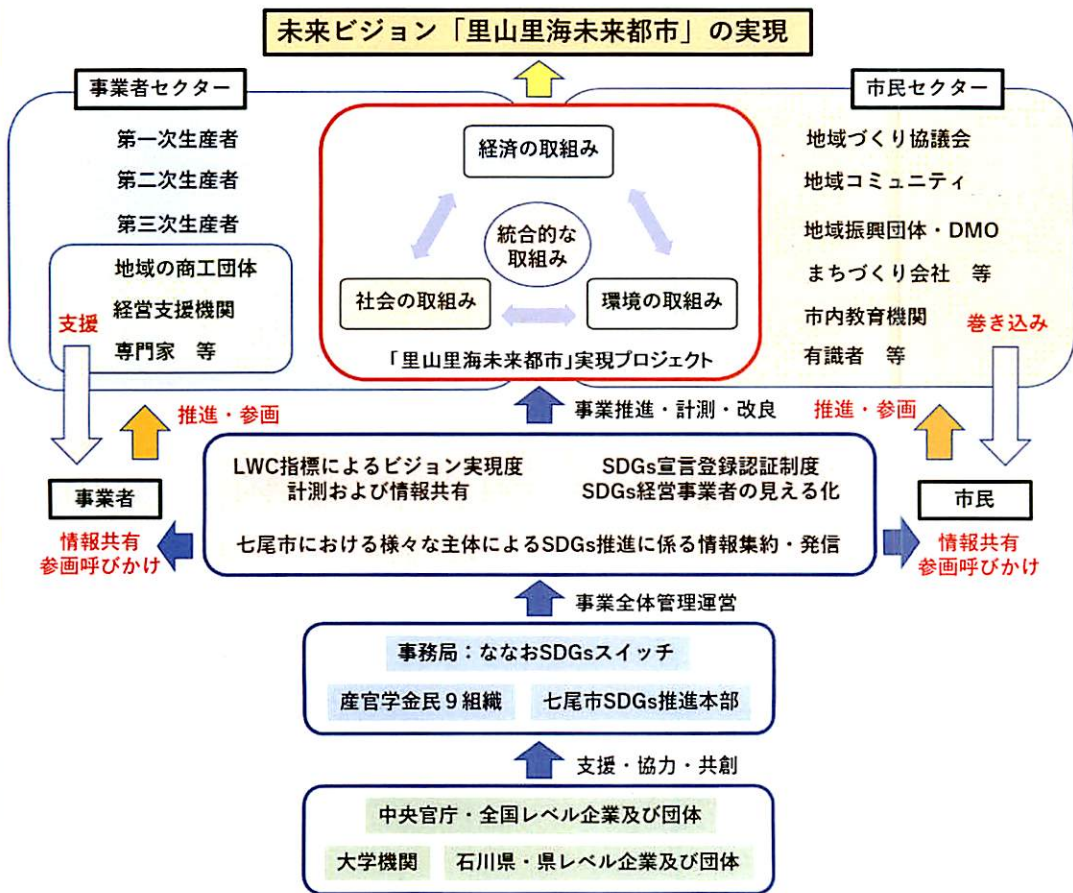 未来ビジョン「里山里海未来都市」の実現
事業者セクター
第一次生産者
第二次生産者
第三次生産者
地域の商工団体
経営支援機関
専門家　等
支援
推進・参画
事業者
情報共有
参画呼びかけ
経済の取組み
統合的な
取組み
社会の取組み
環境の取組み
「里山里海未来都市」実現プロジェクト
市民セクター
地域づくり協議会
地域コミュニティ
地域振興団体・DMO
まちづくり会社　等
市内教育機関
有識者　等
巻き込み
推進・参画
市民
情報共有
参画呼びかけ
事業推進・計測・改良
LWC指標によるビジョン実現度
計測および情報共有
SDGs宣言登録認証制度
SDGs経営事業者の見える化
七尾市における様々な主体によるSDGs推進に係る情報集約・発信
事業全体管理運営
事務局：ななおSDGsスイッチ
産官学金民９組織
七尾市SDGs推進本部
支援・協力・共創
中央官庁・全国レベル企業及び団体
大学機関
石川県・県レベル企業及び団体